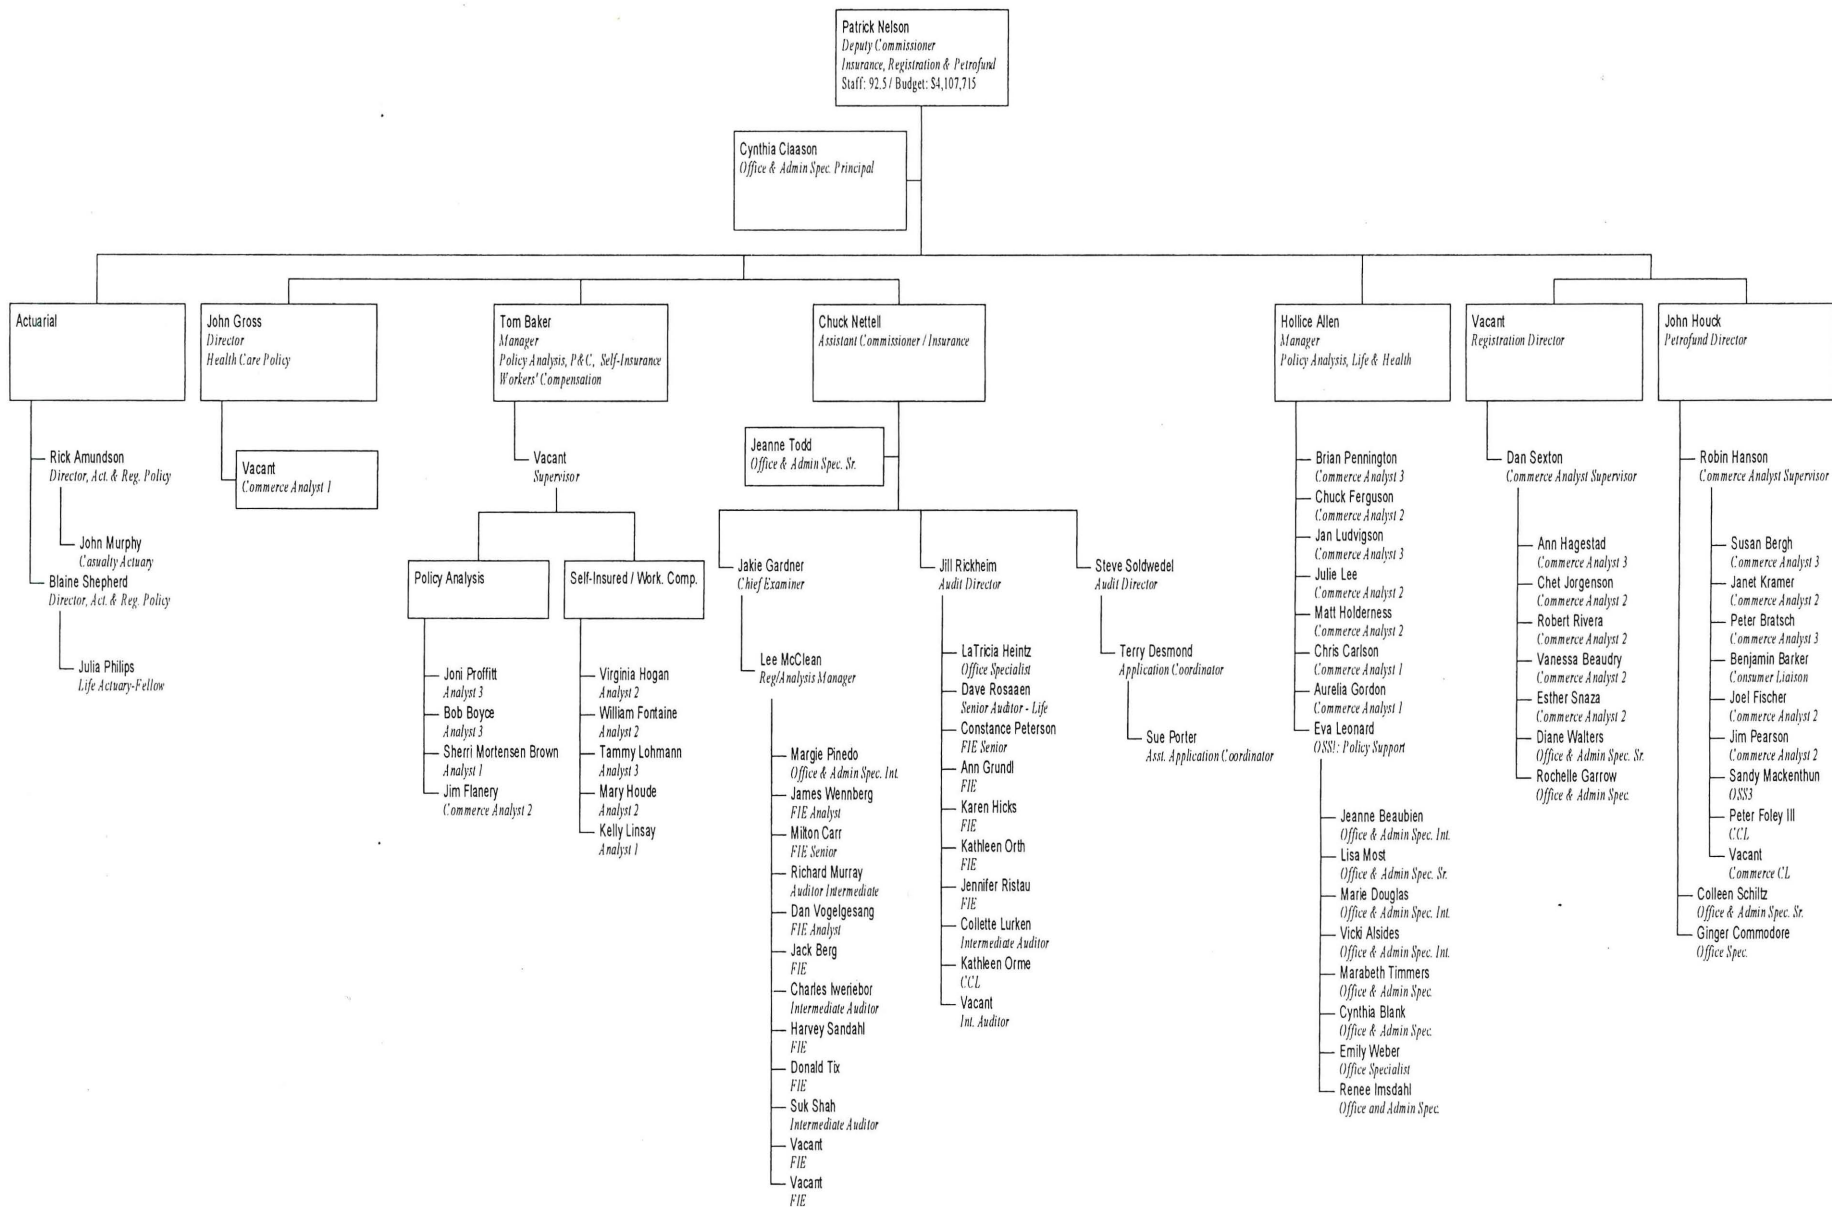 Patrick Nelson
Deputy Commissioner
Insurance, Registration & Petrofund
Staff: 92.5 / Budget: $4,107,715
Cynthia Claason
Office & Admin Spec. Principal
Actuarial
John Gross
Director
Health Care Policy
Tom Baker
Manager
Policy Analysis, P&C, Self-Insurance
Workers' Compensation
Chuck Nettell
Assistant Commissioner / Insurance
Hollice Allen
Manager
Policy Analysis, Life & Health
Vacant
Registration Director
John Houck
Petrofund Director
Rick Amundson
Director, Act. & Reg. Policy
John Murphy
Casualty Actuary
Blaine Shepherd
Director, Act. & Reg. Policy
Julia Philips
Life Actuary-Fellow
Vacant
Commerce Analyst 1
Vacant
Supervisor
Policy Analysis
Joni Proffitt
Analyst 3
Bob Boyce
Analyst 3
Sherri Mortensen Brown
Analyst 1
Jim Flanery
Commerce Analyst 2
Self-Insured / Work. Comp.
Virginia Hogan
Analyst 2
William Fontaine
Analyst 2
Tammy Lohmann
Analyst 3
Mary Houde
Analyst 2
Kelly Linsay
Analyst 1
Jeanne Todd
Office & Admin Spec. Sr.
Jakie Gardner
Chief Examiner
Lee McClean
Reg/Analysis Manager
Margie Pinedo
Office & Admin Spec. Int.
James Wennberg
FIE Analyst
Milton Carr
FIE Senior
Richard Murray
Auditor Intermediate
Dan Vogelgesang
FIE Analyst
Jack Berg
FIE
Charles Iweriebor
Intermediate Auditor
Harvey Sandahl
FIE
Donald Tix
FIE
Suk Shah
Intermediate Auditor
Vacant
FIE
Vacant
FIE
Jill Rickheim
Audit Director
LaTricia Heintz
Office Specialist
Dave Rosaaen
Senior Auditor - Life
Constance Peterson
FIE Senior
Ann Grundl
FIE
Karen Hicks
FIE
Kathleen Orth
FIE
Jennifer Ristau
FIE
Collette Lurken
Intermediate Auditor
Kathleen Orme
CCL
Vacant
Int. Auditor
Steve Soldwedel
Audit Director
Terry Desmond
Application Coordinator
Sue Porter
Asst. Application Coordinator
Brian Pennington
Commerce Analyst 3
Chuck Ferguson
Commerce Analyst 2
Jan Ludvigson
Commerce Analyst 3
Julie Lee
Commerce Analyst 2
Matt Holderness
Commerce Analyst 2
Chris Carlson
Commerce Analyst 1
Aurelia Gordon
Commerce Analyst 1
Eva Leonard
OSS1: Policy Support
Jeanne Beaubien
Office & Admin Spec. Int.
Lisa Most
Office & Admin Spec. Sr.
Marie Douglas
Office & Admin Spec. Int.
Vicki Alsides
Office & Admin Spec. Int.
Marabeth Timmers
Office & Admin Spec.
Cynthia Blank
Office & Admin Spec.
Emily Weber
Office Specialist
Renee Imsdahl
Office and Admin Spec.
Dan Sexton
Commerce Analyst Supervisor
Ann Hagestad
Commerce Analyst 3
Chet Jorgenson
Commerce Analyst 2
Robert Rivera
Commerce Analyst 2
Vanessa Beaudry
Commerce Analyst 2
Esther Snaza
Commerce Analyst 2
Diane Walters
Office & Admin Spec. Sr.
Rochelle Garrow
Office & Admin Spec.
Robin Hanson
Commerce Analyst Supervisor
Susan Bergh
Commerce Analyst 3
Janet Kramer
Commerce Analyst 2
Peter Bratsch
Commerce Analyst 3
Benjamin Barker
Consumer Liaison
Joel Fischer
Commerce Analyst 2
Jim Pearson
Commerce Analyst 2
Sandy Mackenthun
OSS3
Peter Foley III
CCL
Vacant
Commerce CL
Colleen Schiltz
Office & Admin Spec. Sr.
Ginger Commodore
Office Spec.